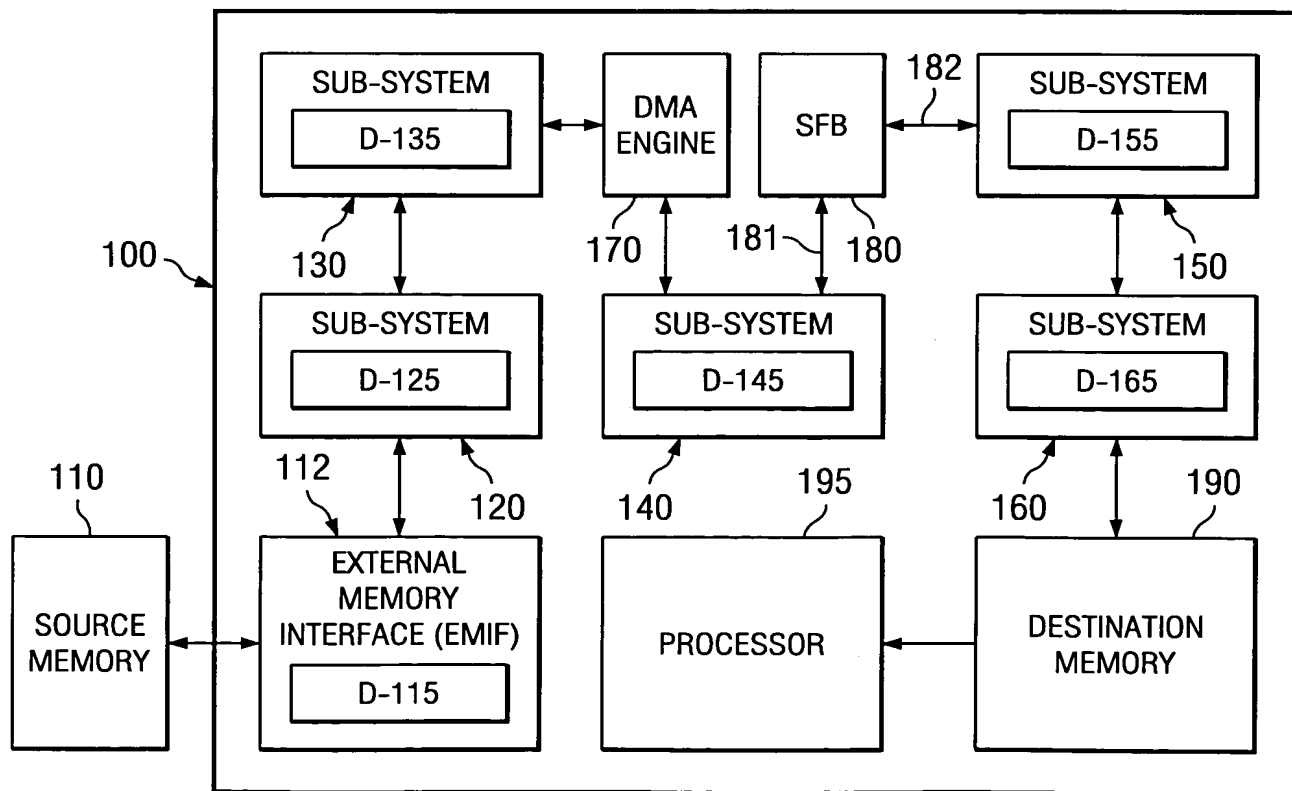 SUB-SYSTEM
D-135
DMA
ENGINE
SFB
182
SUB-SYSTEM
D-155
100
130
170
181
180
150
SUB-SYSTEM
D-125
SUB-SYSTEM
D-145
SUB-SYSTEM
D-165
110
112
120
140
195
160
190
SOURCE
MEMORY
EXTERNAL
MEMORY
INTERFACE (EMIF)
D-115
PROCESSOR
DESTINATION
MEMORY